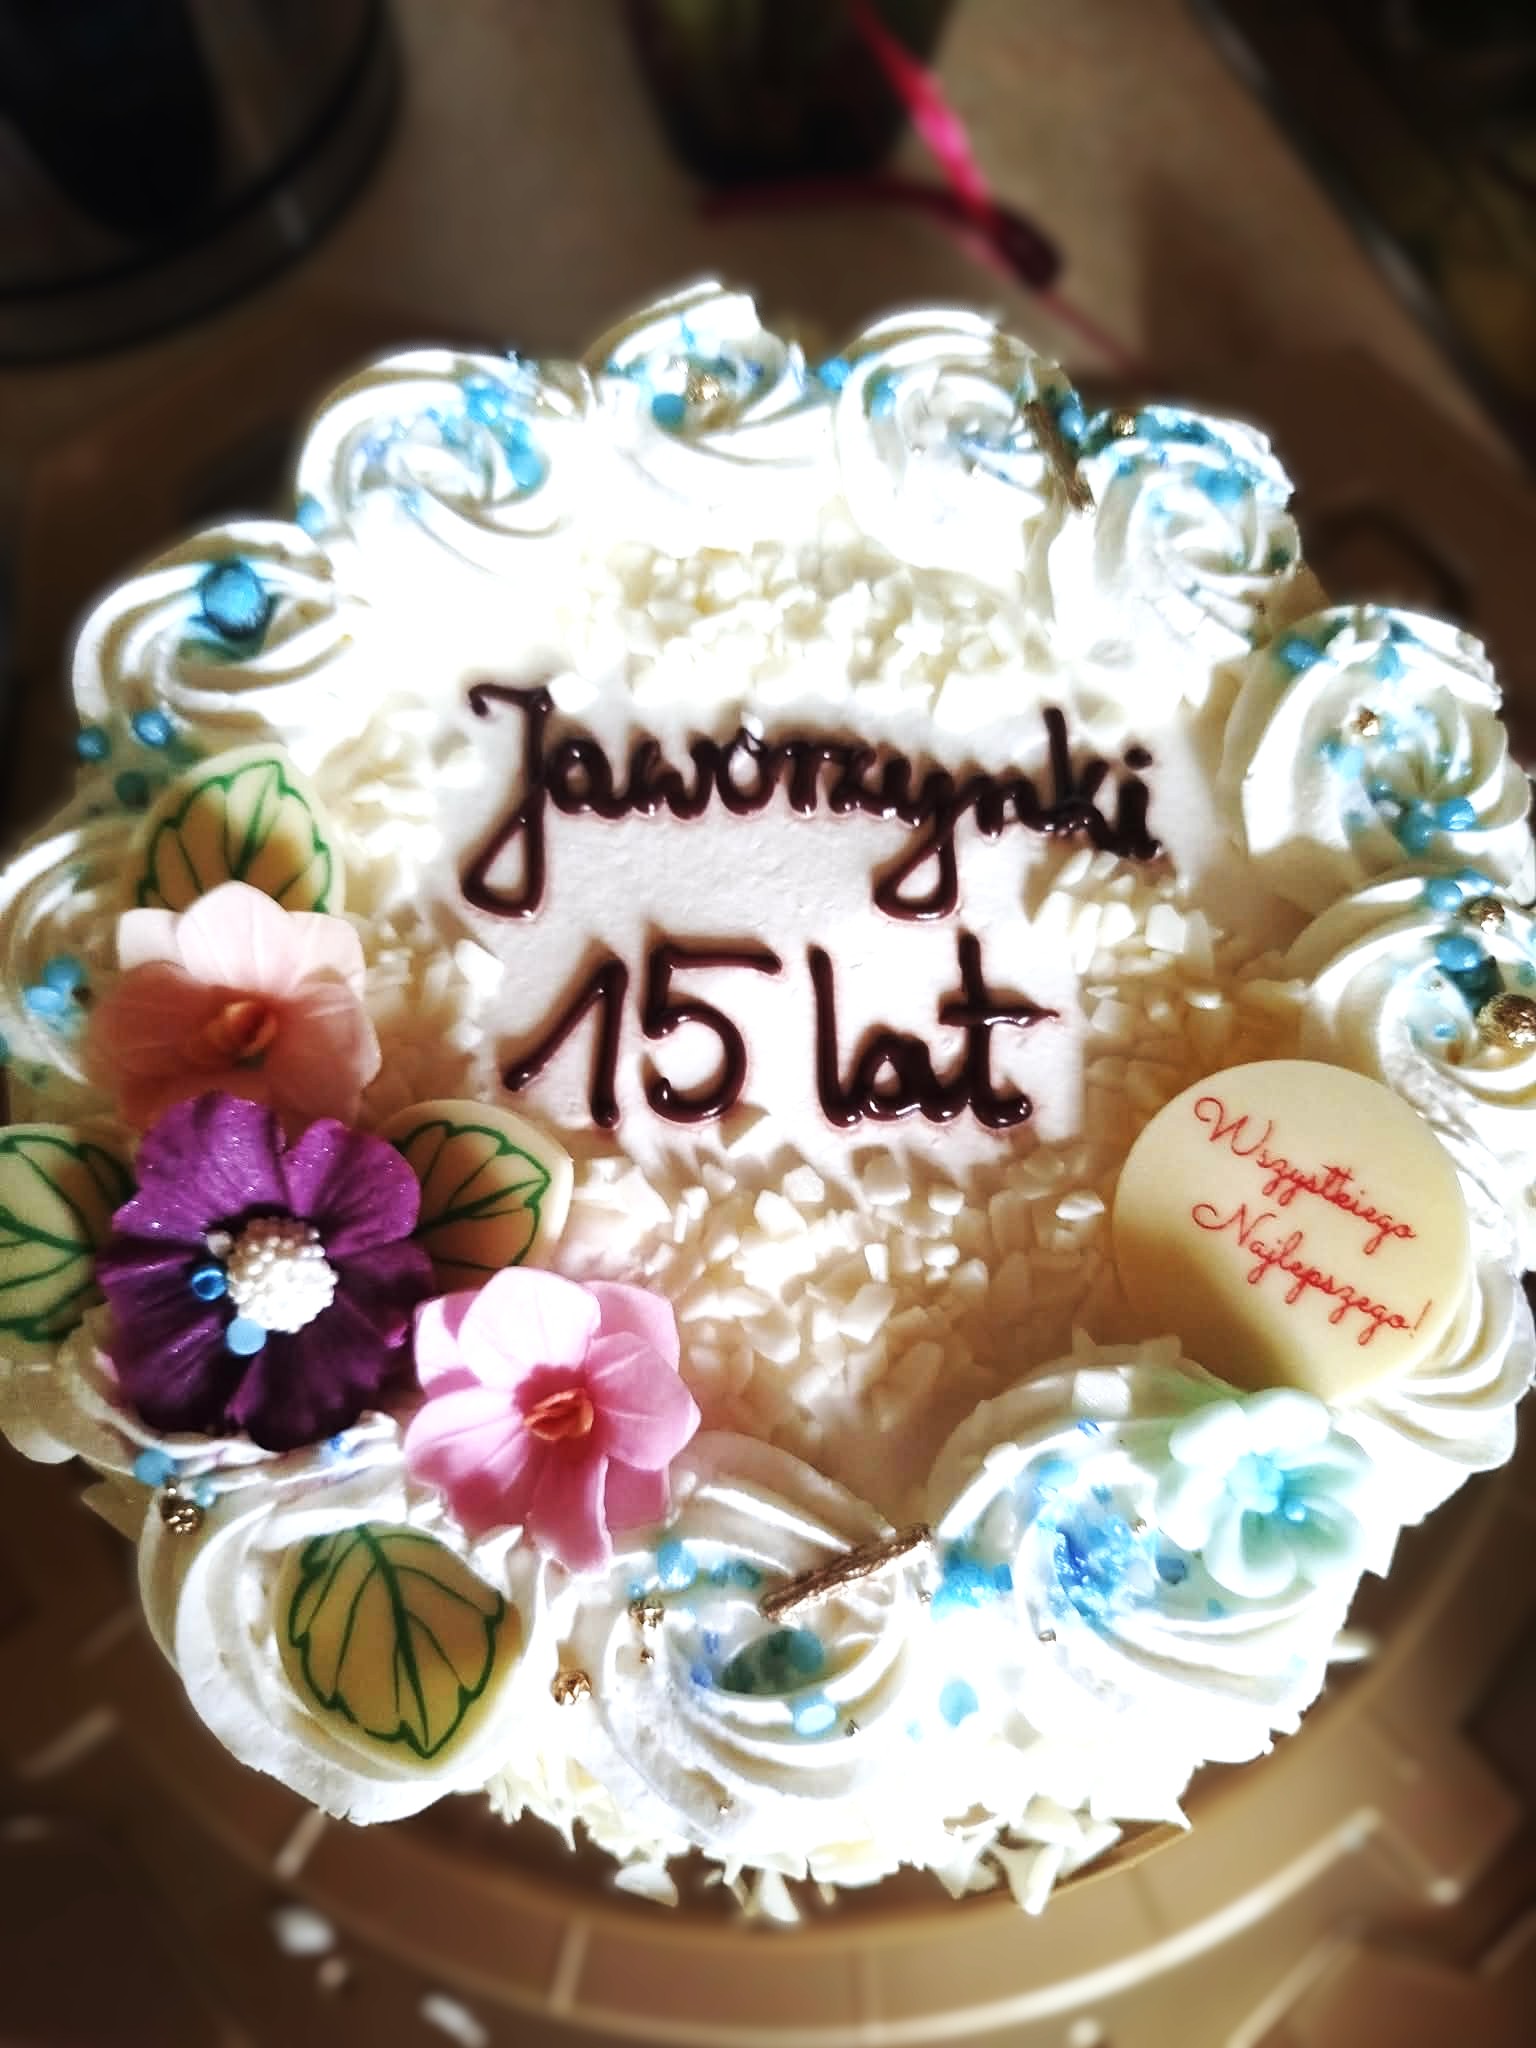 Jaworzynki
15 lat
Wszystkiego
Najlepszego!